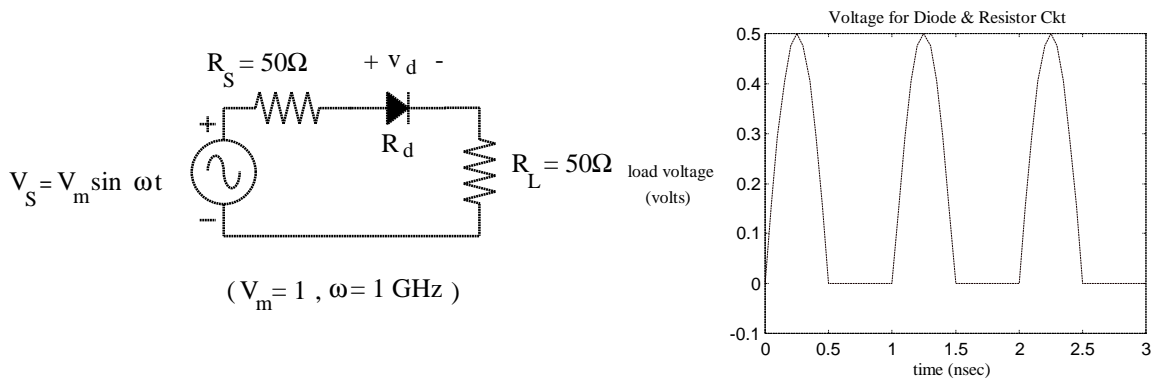 R_S = 50Ω
+ v_d -
+
R_d
V_S = V_m sin ωt
R_L = 50Ω
−
( V_m = 1 , ω = 1 GHz )
Voltage for Diode & Resistor Ckt
load voltage
(volts)
0.5
0.4
0.3
0.2
0.1
0
-0.1
0 0.5 1 1.5 2 2.5 3
time (nsec)